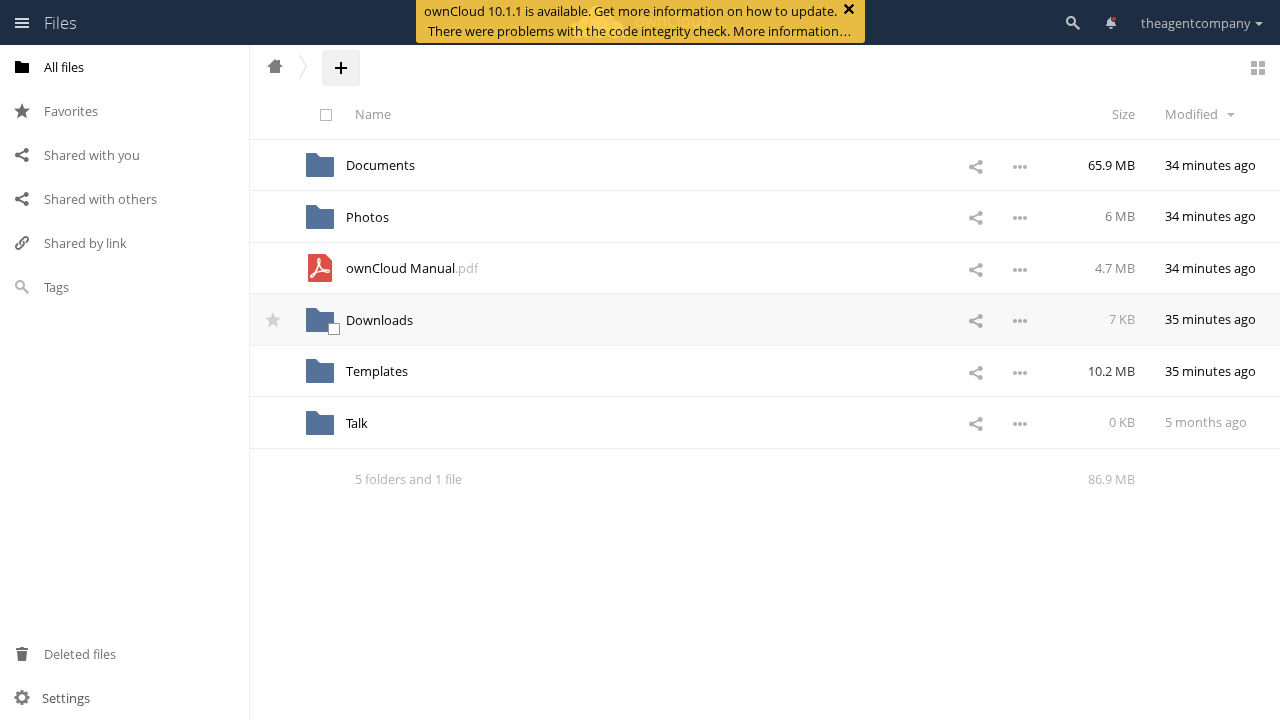 Files
ownCloud 10.1.1 is available. Get more information on how to update.
There were problems with the code integrity check. More information…
theagentcompany
All files
Favorites
Shared with you
Shared with others
Shared by link
Tags
Deleted files
Settings
Name Size Modified
Documents 65.9 MB 34 minutes ago
Photos 6 MB 34 minutes ago
ownCloud Manual.pdf 4.7 MB 34 minutes ago
Downloads 7 KB 35 minutes ago
Templates 10.2 MB 35 minutes ago
Talk 0 KB 5 months ago
5 folders and 1 file 86.9 MB